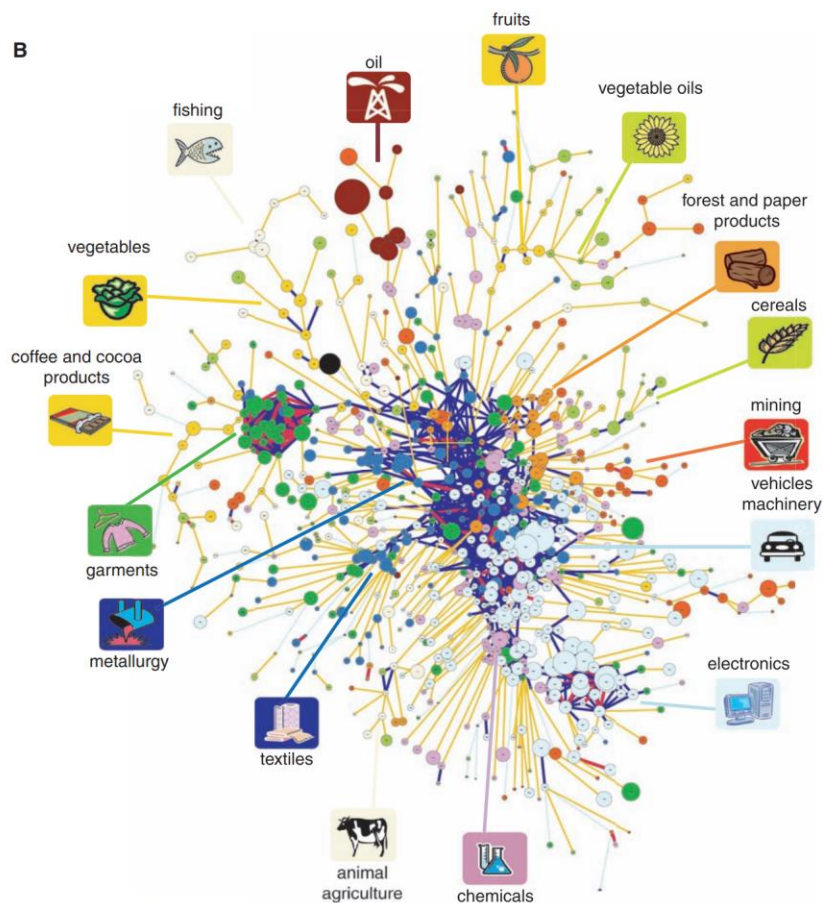 B
fruits
oil
vegetable oils
fishing
forest and paper
products
vegetables
cereals
coffee and cocoa
products
mining
vehicles
machinery
garments
metallurgy
electronics
textiles
animal
agriculture
chemicals